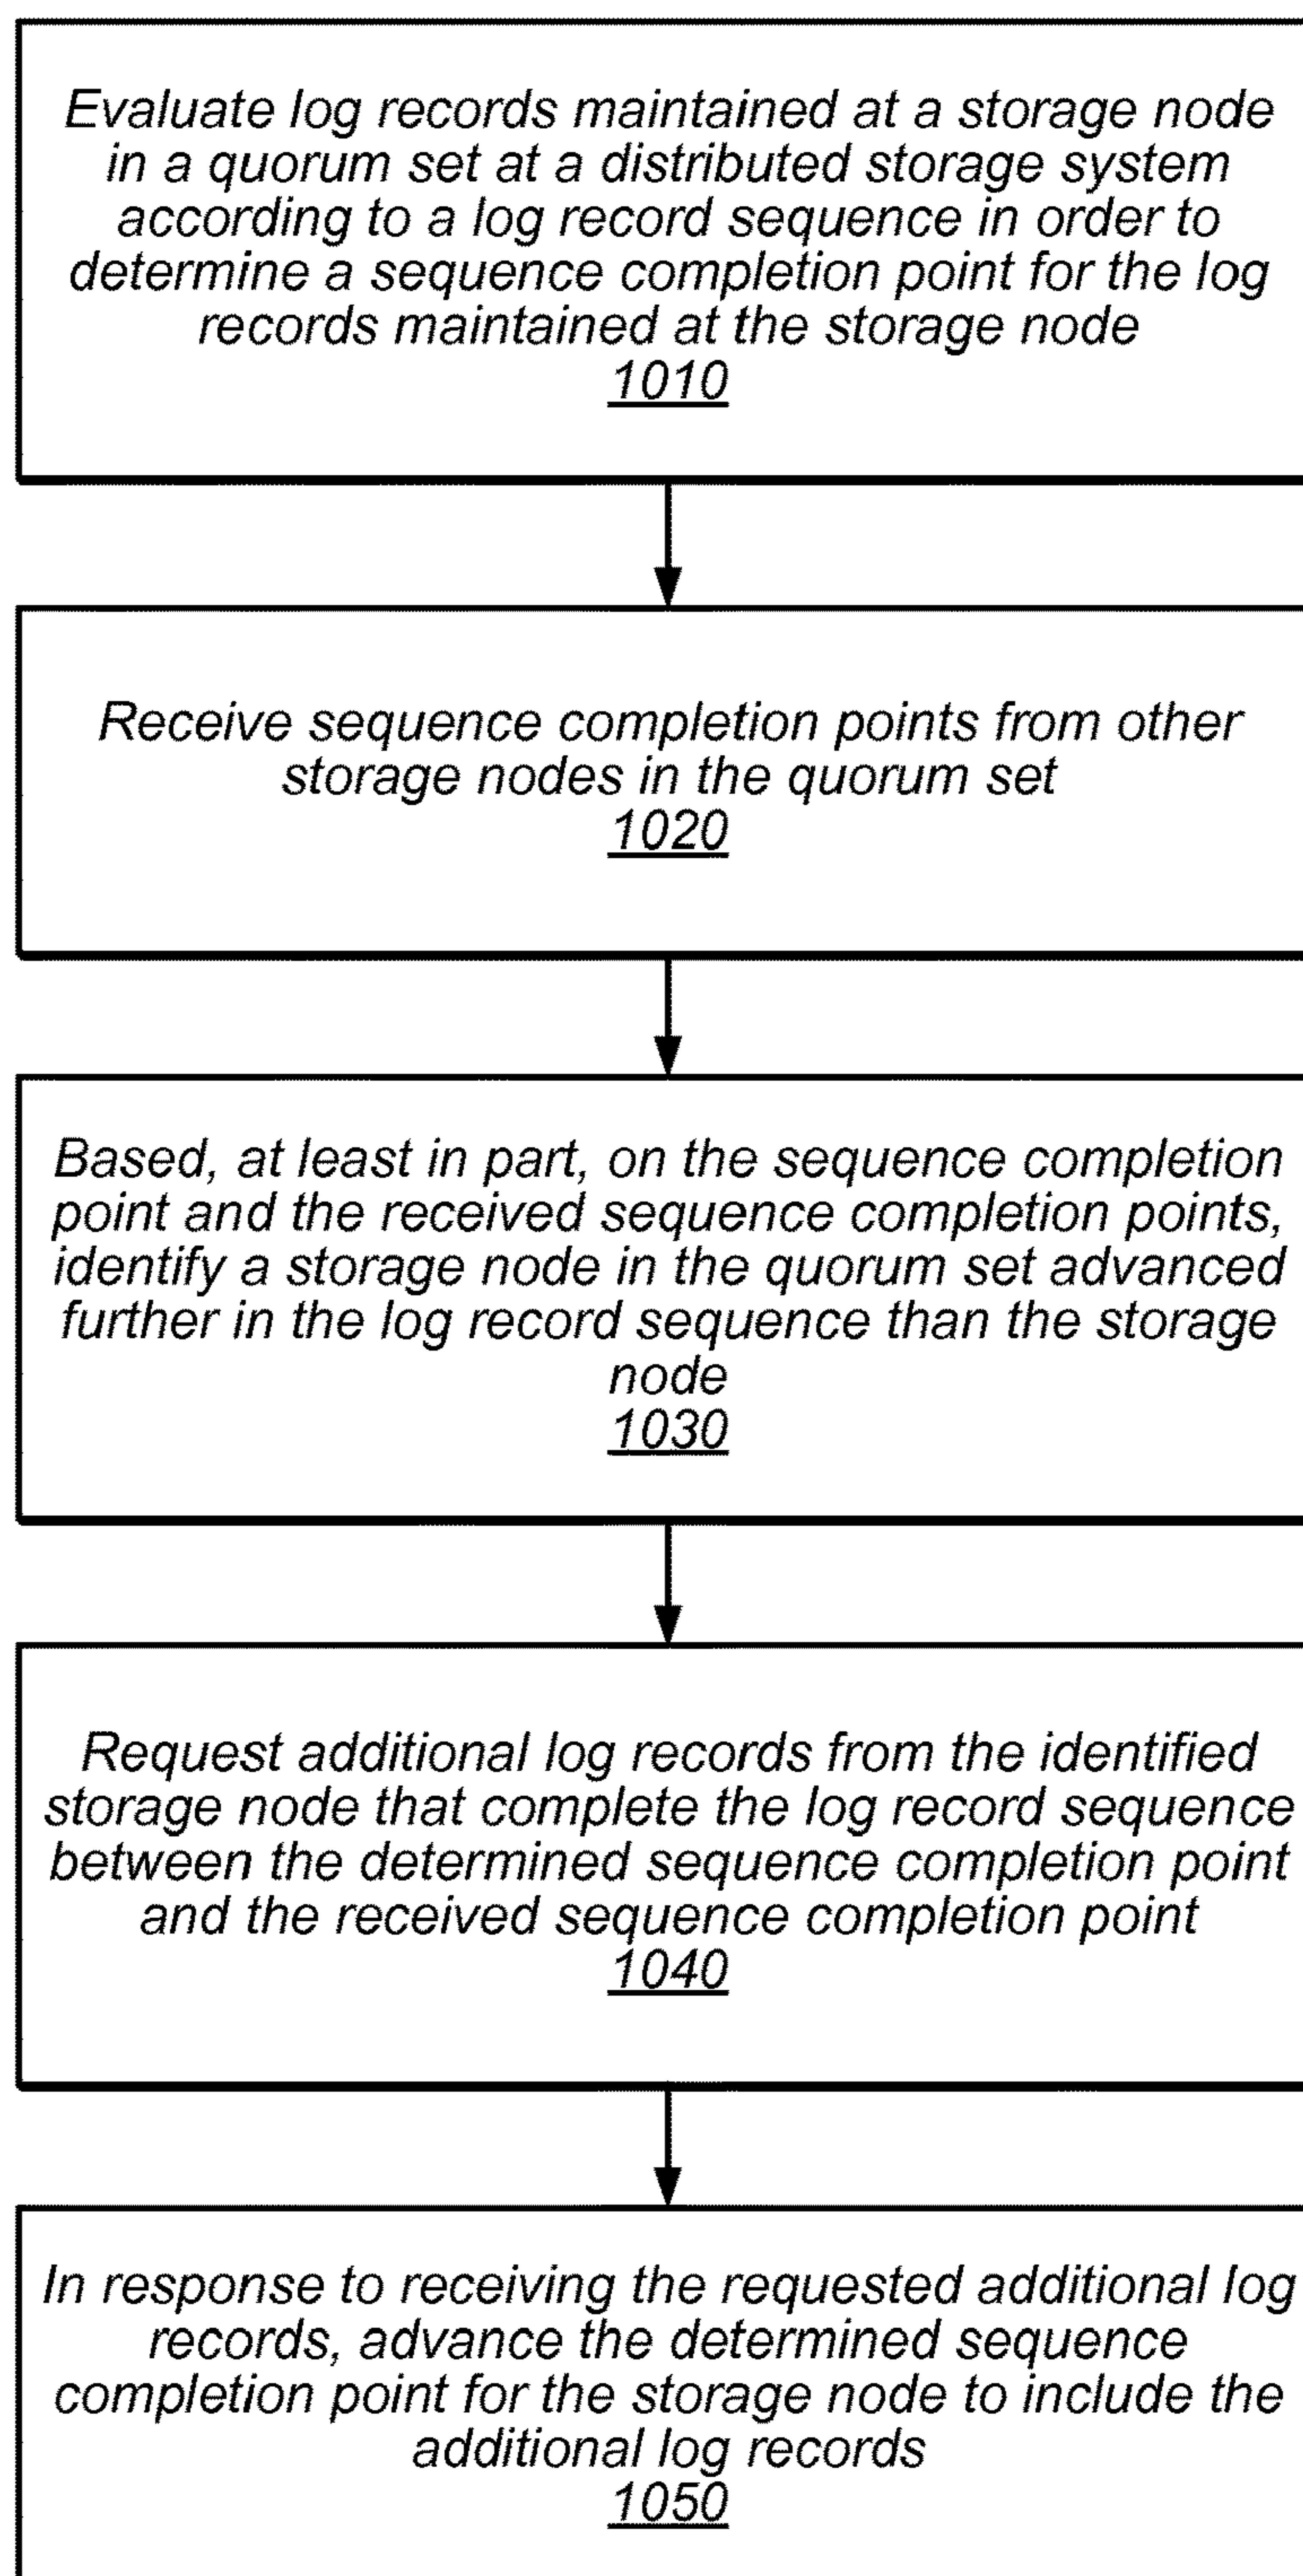 Evaluate log records maintained at a storage node
in a quorum set at a distributed storage system
according to a log record sequence in order to
determine a sequence completion point for the log
records maintained at the storage node
1010
Receive sequence completion points from other
storage nodes in the quorum set
1020
Based, at least in part, on the sequence completion
point and the received sequence completion points,
identify a storage node in the quorum set advanced
further in the log record sequence than the storage
node
1030
Request additional log records from the identified
storage node that complete the log record sequence
between the determined sequence completion point
and the received sequence completion point
1040
In response to receiving the requested additional log
records, advance the determined sequence
completion point for the storage node to include the
additional log records
1050